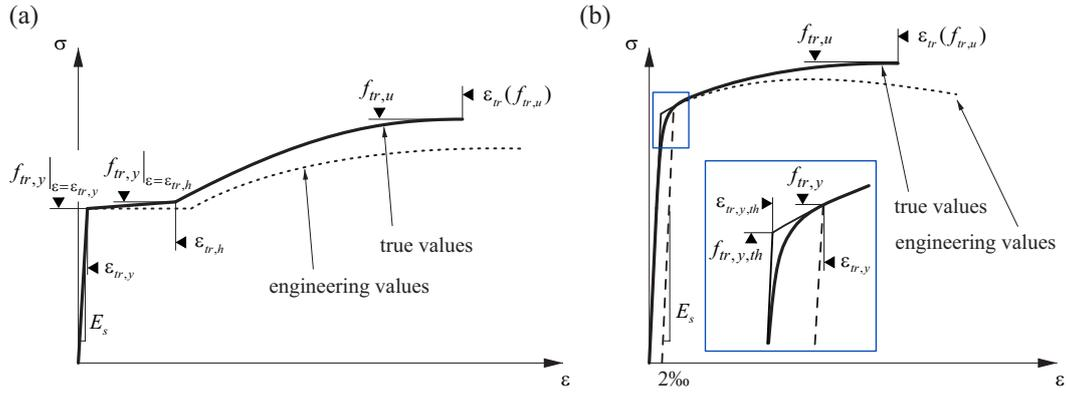 (a)
σ
f_tr,u
ε_tr(f_tr,u)
f_tr,y|ε=ε_tr,y
f_tr,y|ε=ε_tr,h
ε_tr,h
true values
ε_tr,y
engineering values
E_s
ε
(b)
σ
f_tr,u
ε_tr(f_tr,u)
f_tr,y
ε_tr,y,th
true values
f_tr,y,th
engineering values
ε_tr,y
E_s
2‰
ε